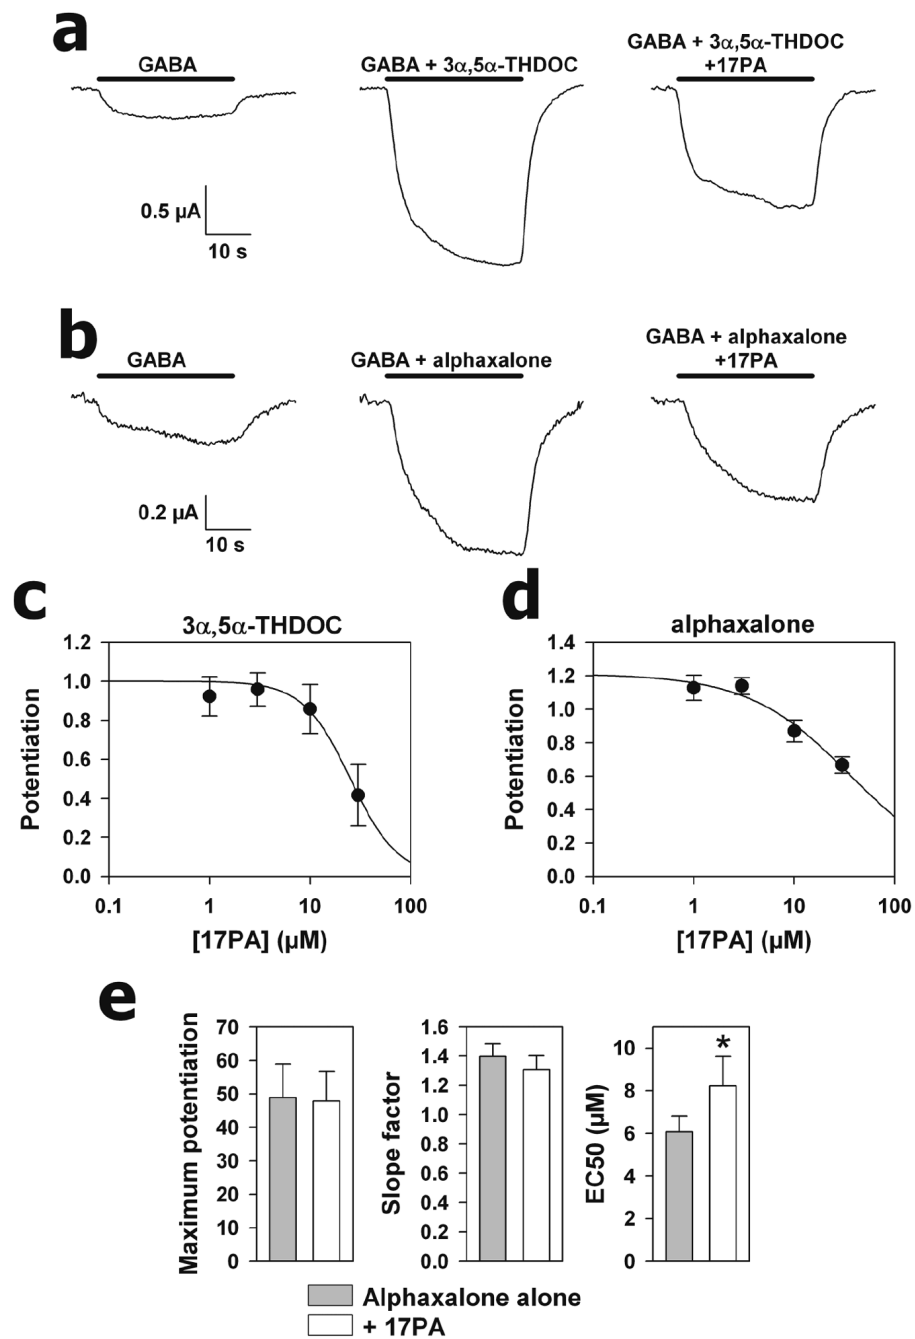 a
GABA
GABA + 3α,5α-THDOC
GABA + 3α,5α-THDOC
+17PA
0.5 µA
10 s
b
GABA
GABA + alphaxalone
GABA + alphaxalone
+17PA
0.2 µA
10 s
c
3α,5α-THDOC
Potentiation
1.2
1.0
0.8
0.6
0.4
0.2
0.0
0.1 1 10 100
[17PA] (µM)
d
alphaxalone
Potentiation
1.4
1.2
1.0
0.8
0.6
0.4
0.2
0.0
0.1 1 10 100
[17PA] (µM)
e
Maximum potentiation
70
60
50
40
30
20
10
0
Slope factor
1.6
1.4
1.2
1.0
0.8
0.6
0.4
0.2
0.0
EC50 (µM)
10
8
6
4
2
0
*
Alphaxalone alone
+ 17PA